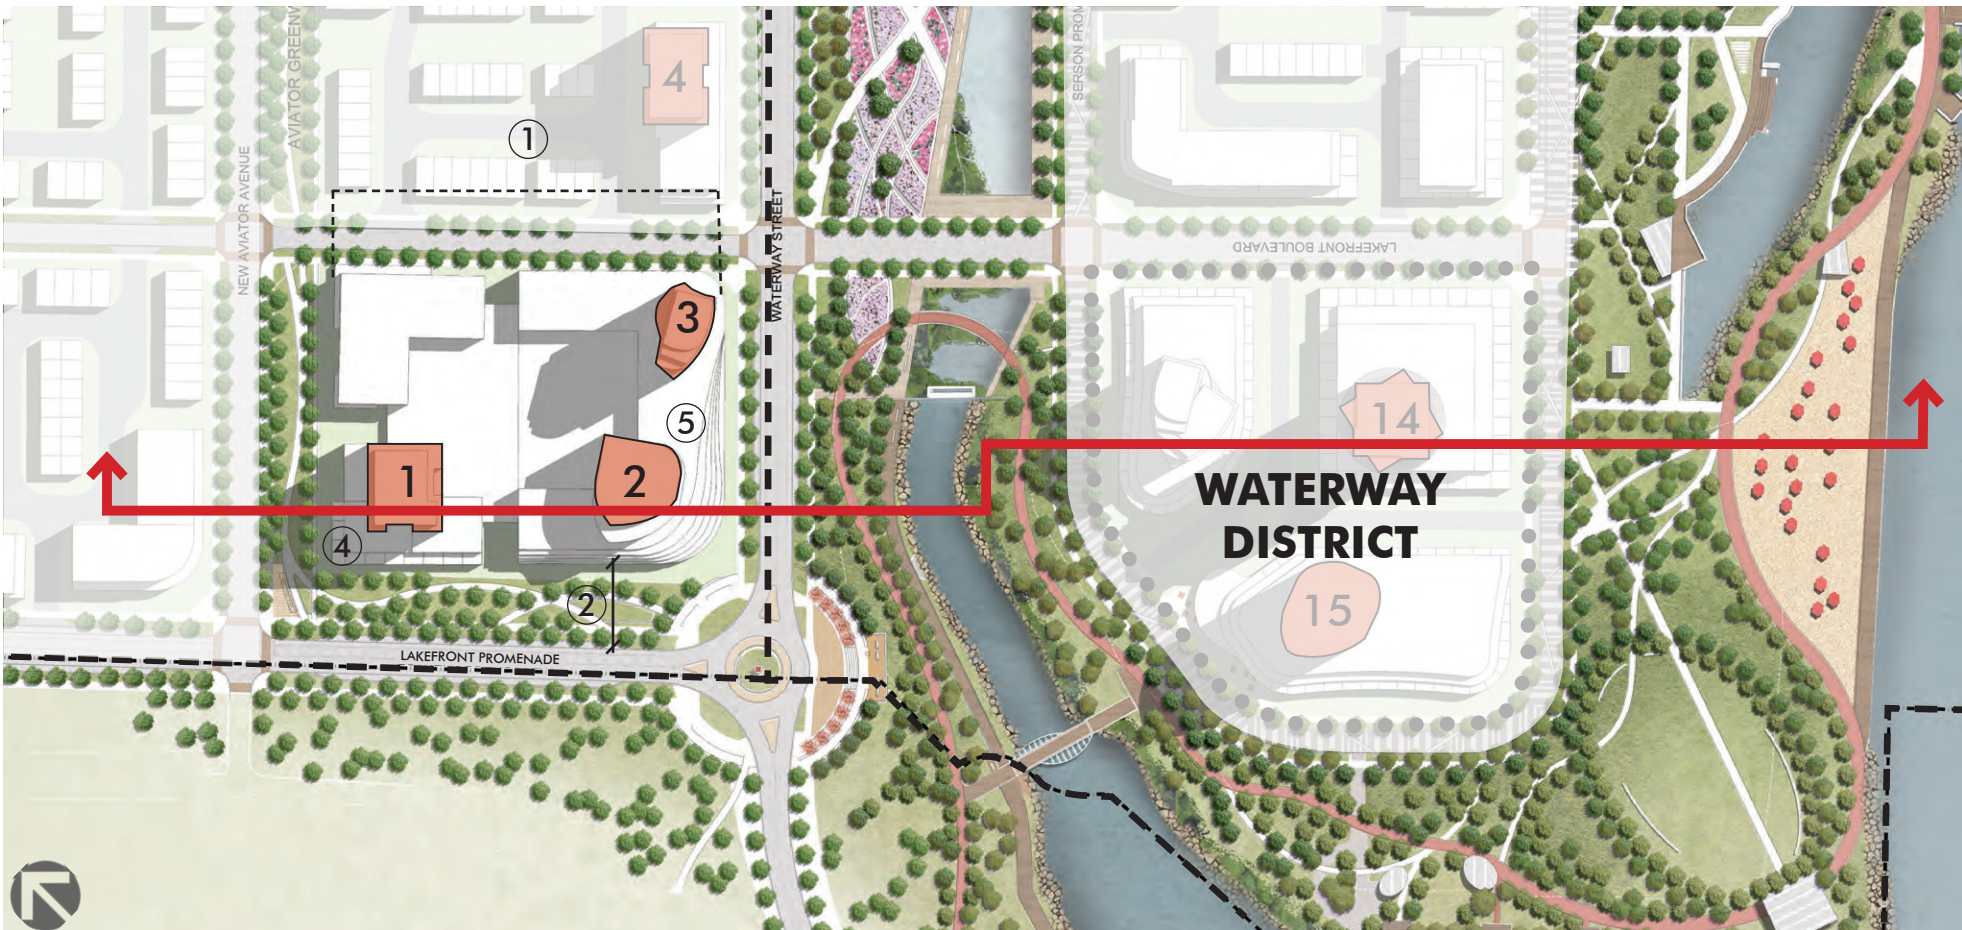 AVIATOR GREENW
4
1
SERSON PROM
NEW AVIATOR AVENUE
WATERWAY STREET
LAKEFRONT BOULEVARD
3
5
14
1
2
WATERWAY
DISTRICT
4
2
15
LAKEFRONT PROMENADE